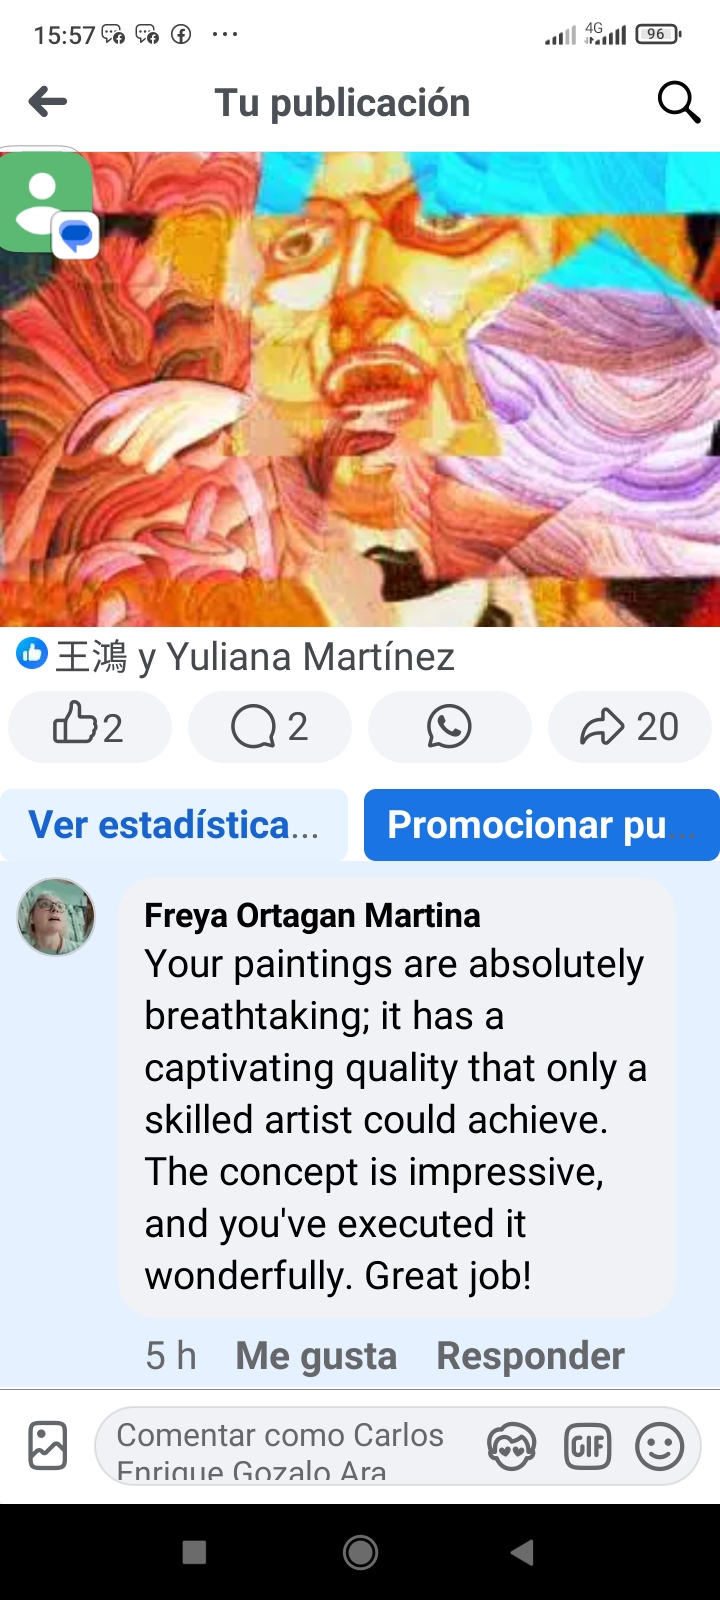 15:57 4G 96
Tu publicación
王鴻 y Yuliana Martínez
2 2 20
Ver estadística...
Promocionar pu...
Freya Ortagan Martina
Your paintings are absolutely
breathtaking; it has a
captivating quality that only a
skilled artist could achieve.
The concept is impressive,
and you've executed it
wonderfully. Great job!
5 h Me gusta Responder
Comentar como Carlos
Enrique Gozalo Ara
GIF